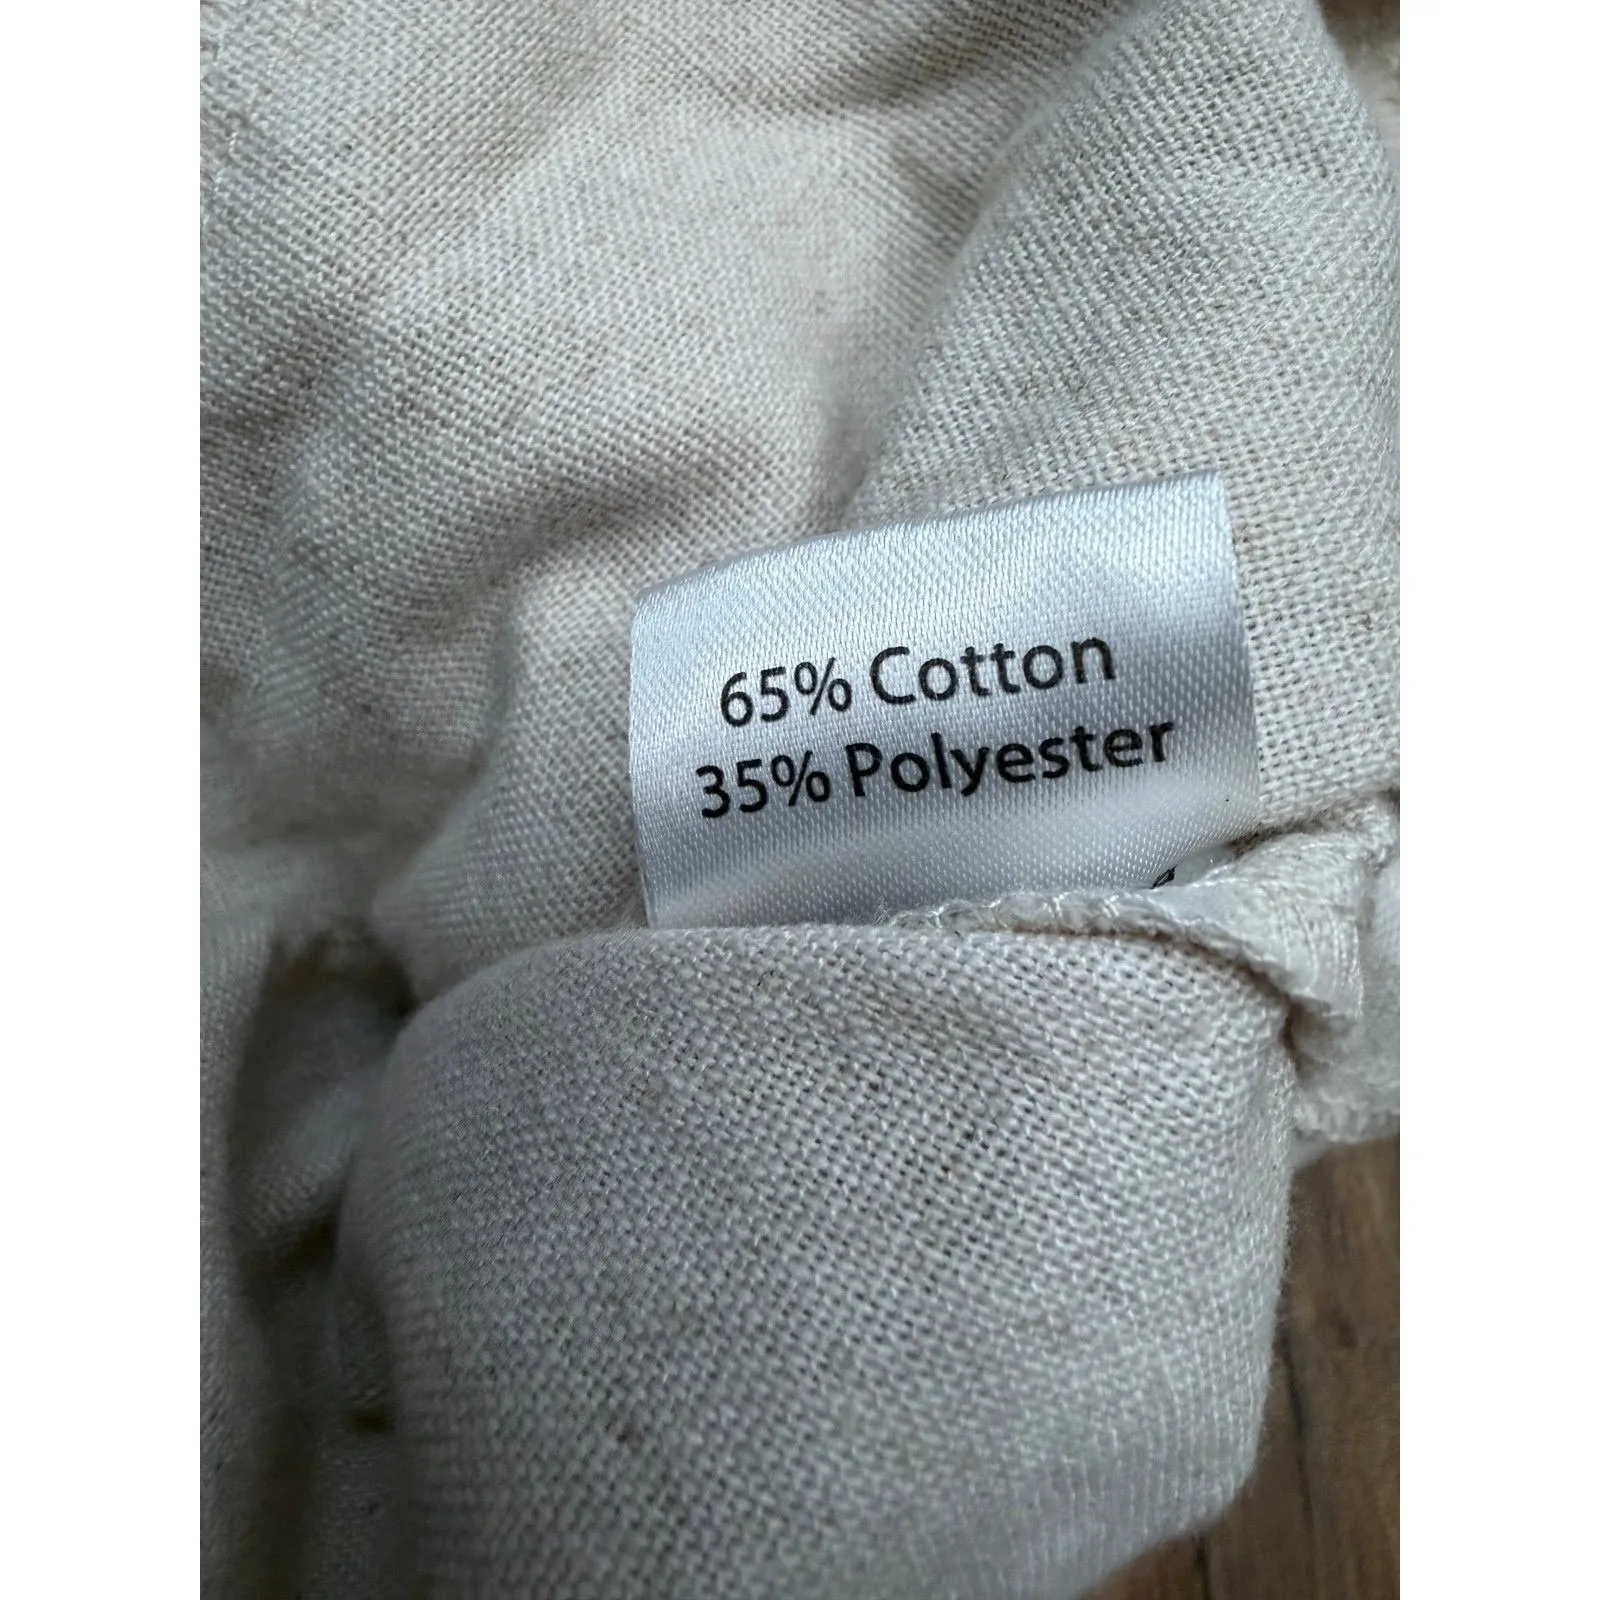 65% Cotton
35% Polyester